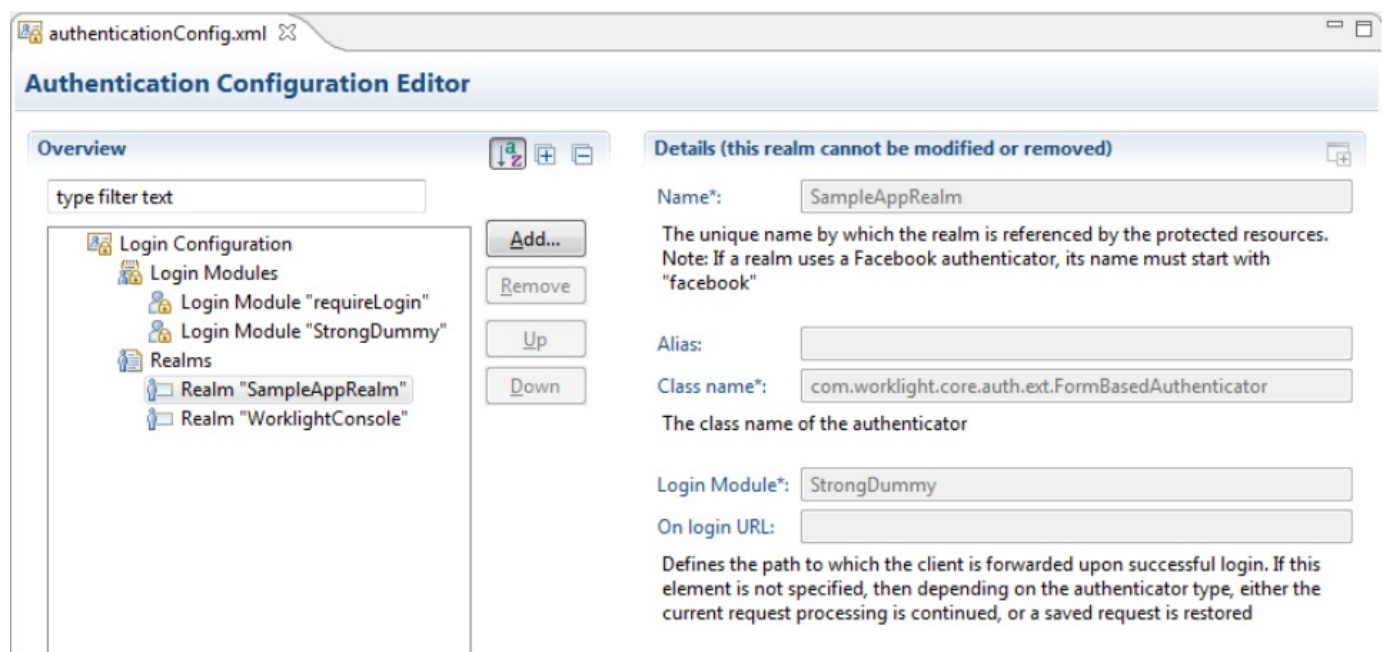 authenticationConfig.xml
Authentication Configuration Editor
Overview
type filter text
Login Configuration
Login Modules
Login Module "requireLogin"
Login Module "StrongDummy"
Realms
Realm "SampleAppRealm"
Realm "WorklightConsole"
Add...
Remove
Up
Down
Details (this realm cannot be modified or removed)
Name*: SampleAppRealm
The unique name by which the realm is referenced by the protected resources.
Note: If a realm uses a Facebook authenticator, its name must start with
"facebook"
Alias:
Class name*: com.worklight.core.auth.ext.FormBasedAuthenticator
The class name of the authenticator
Login Module*: StrongDummy
On login URL:
Defines the path to which the client is forwarded upon successful login. If this
element is not specified, then depending on the authenticator type, either the
current request processing is continued, or a saved request is restored